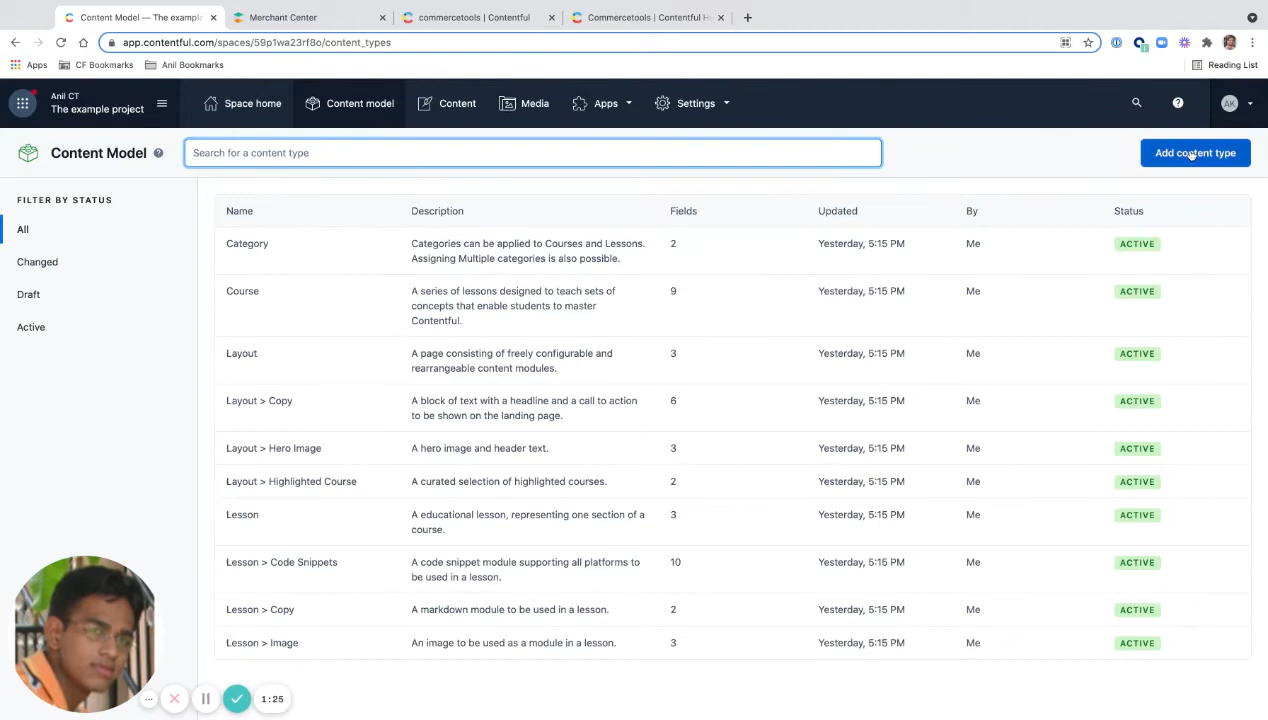 Content Model — The example
Merchant Center
commercetools | Contentful
Commercetools | Contentful H
app.contentful.com/spaces/59p1wa23rf8o/content_types
Apps
CF Bookmarks
Anil Bookmarks
Reading List
Anil CT
The example project
Space home
Content model
Content
Media
Apps
Settings
AK
Content Model
Search for a content type
Add content type
FILTER BY STATUS
All
Changed
Draft
Active
Name Description Fields Updated By Status
Category Categories can be applied to Courses and Lessons. 2 Yesterday, 5:15 PM Me ACTIVE
Assigning Multiple categories is also possible.
Course A series of lessons designed to teach sets of 9 Yesterday, 5:15 PM Me ACTIVE
concepts that enable students to master
Contentful.
Layout A page consisting of freely configurable and 3 Yesterday, 5:15 PM Me ACTIVE
rearrangeable content modules.
Layout > Copy A block of text with a headline and a call to action 6 Yesterday, 5:15 PM Me ACTIVE
to be shown on the landing page.
Layout > Hero Image A hero image and header text. 3 Yesterday, 5:15 PM Me ACTIVE
Layout > Highlighted Course A curated selection of highlighted courses. 2 Yesterday, 5:15 PM Me ACTIVE
Lesson A educational lesson, representing one section of a 3 Yesterday, 5:15 PM Me ACTIVE
course.
Lesson > Code Snippets A code snippet module supporting all platforms to 10 Yesterday, 5:15 PM Me ACTIVE
be used in a lesson.
Lesson > Copy A markdown module to be used in a lesson. 2 Yesterday, 5:15 PM Me ACTIVE
Lesson > Image An image to be used as a module in a lesson. 3 Yesterday, 5:15 PM Me ACTIVE
1:25